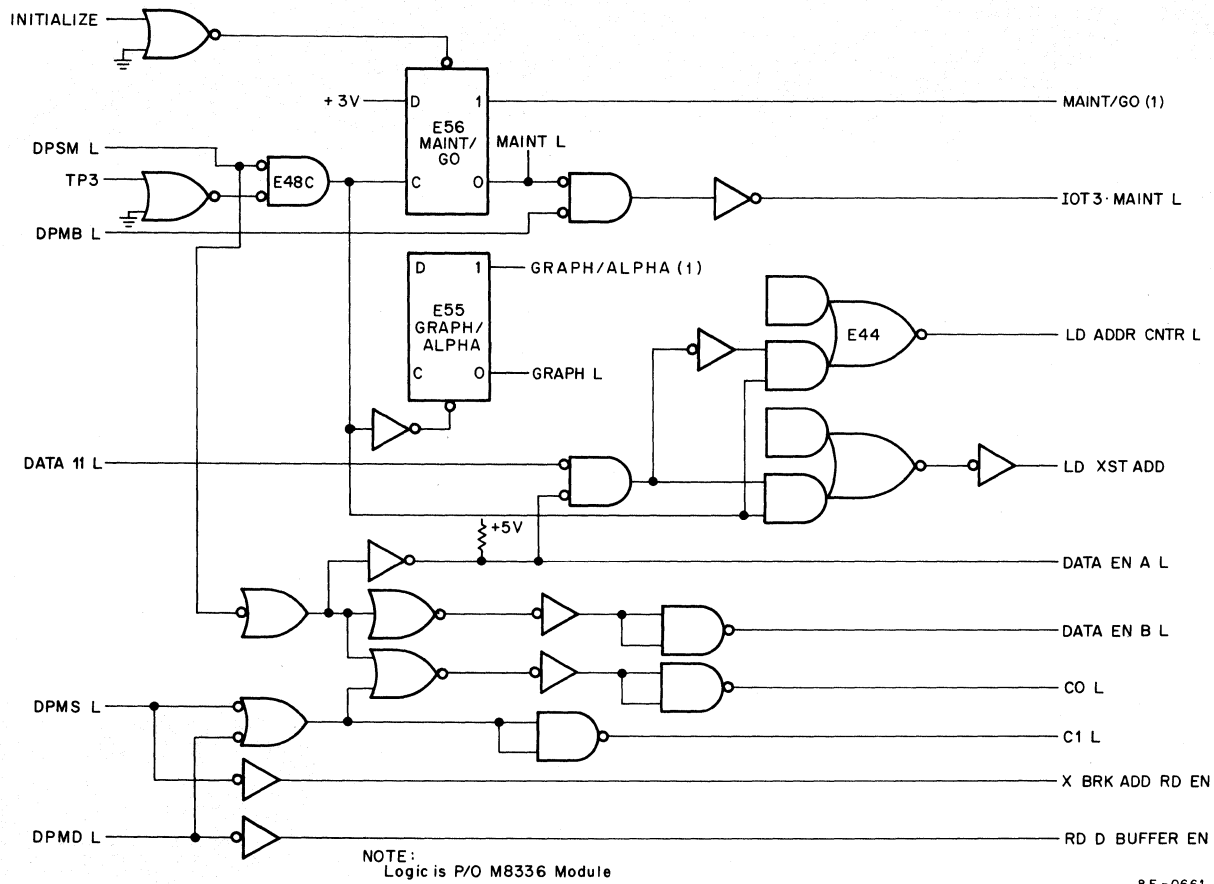 INITIALIZE
+3V
D
1
MAINT/GO (1)
E56
MAINT/
GO
MAINT L
DPSM L
E48C
TP3
C
0
IOT3·MAINT L
DPMB L
D
1
GRAPH/ALPHA (1)
E55
GRAPH/
ALPHA
E44
LD ADDR CNTR L
C
0
GRAPH L
DATA 11 L
LD XST ADD
+5V
DATA EN A L
DATA EN B L
CO L
DPMS L
C1 L
X BRK ADD RD EN
DPMD L
RD D BUFFER EN
NOTE:
Logic is P/O M8336 Module